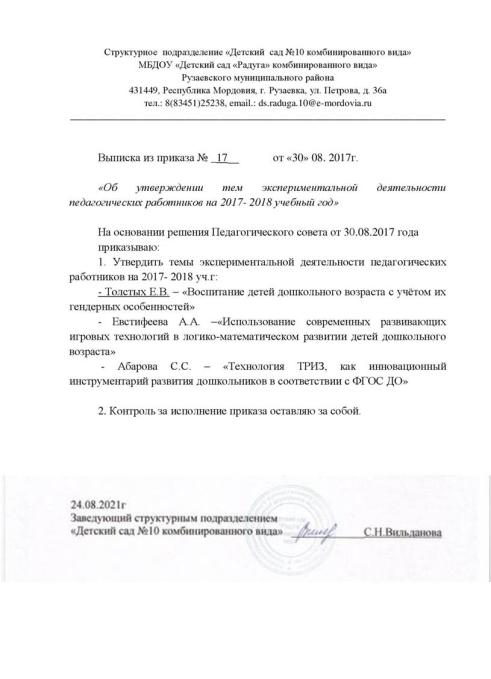 Структурное подразделение «Детский сад №10 комбинированного вида»
МБДОУ «Детский сад «Радуга» комбинированного вида»
Рузаевского муниципального района
431449, Республика Мордовия, г. Рузаевка, ул. Петрова, д. 36а
тел.: 8(83451)25238, email.: ds.raduga.10@e-mordovia.ru
Выписка из приказа № _17_ от «30» 08. 2017г.
«Об утверждении тем экспериментальной деятельности
педагогических работников на 2017- 2018 учебный год»
На основании решения Педагогического совета от 30.08.2017 года
приказываю:
1. Утвердить темы экспериментальной деятельности педагогических
работников на 2017- 2018 уч.г:
- Толстых Е.В. – «Воспитание детей дошкольного возраста с учётом их
гендерных особенностей»
- Евстифеева А.А. –«Использование современных развивающих
игровых технологий в логико-математическом развитии детей дошкольного
возраста»
- Абарова С.С. – «Технология ТРИЗ, как инновационный
инструментарий развития дошкольников в соответствии с ФГОС ДО»
2. Контроль за исполнение приказа оставляю за собой.
24.08.2021г
Заведующий структурным подразделением
«Детский сад №10 комбинированного вида» С.Н.Вильданова